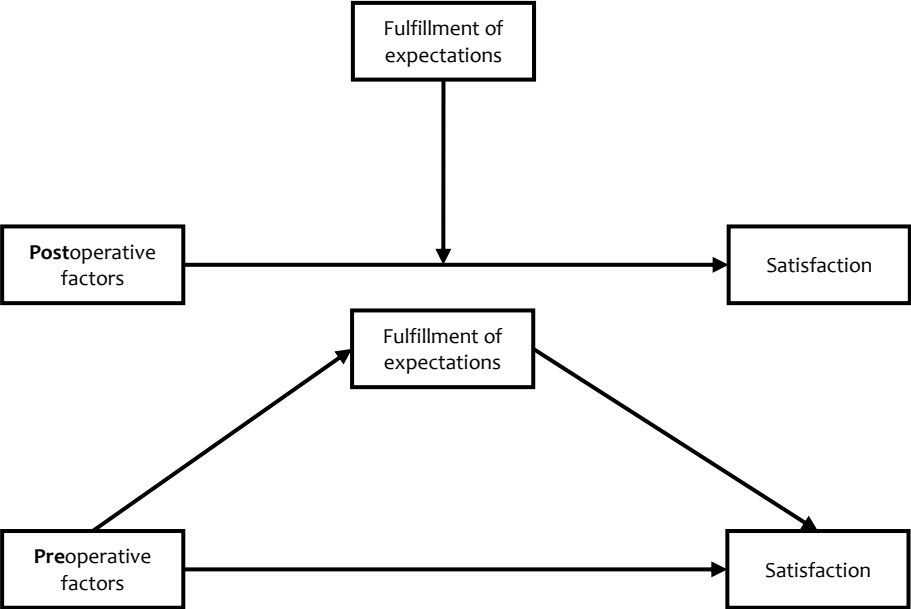 Fulfillment of
expectations
Postoperative
factors
Satisfaction
Fulfillment of
expectations
Preoperative
factors
Satisfaction